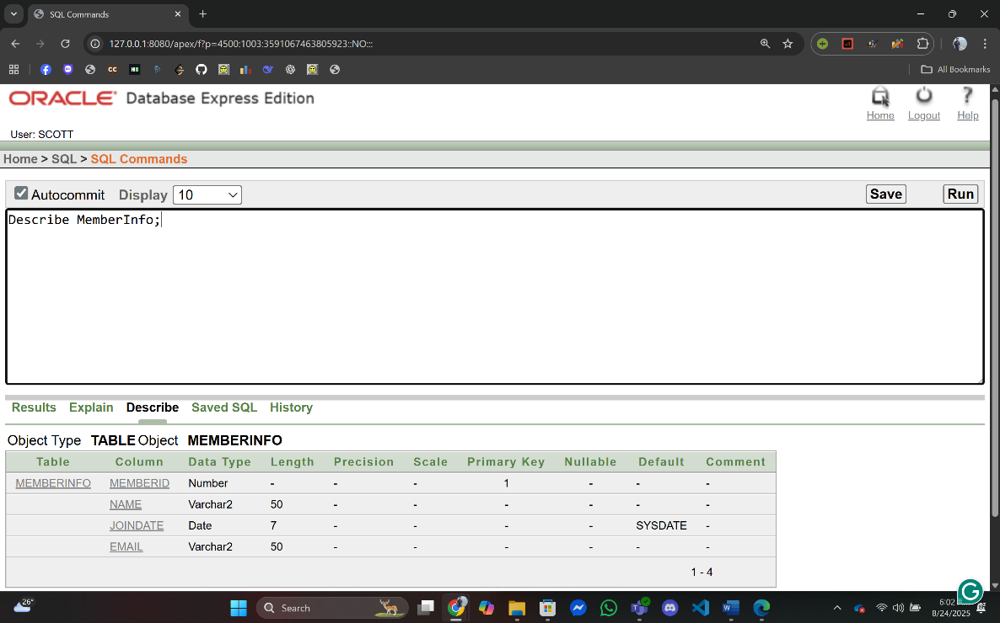 SQL Commands
127.0.0.1:8080/apex/f?p=4500:1003:3591067463805923::NO:::
All Bookmarks
ORACLE Database Express Edition
Home Logout Help
User: SCOTT
Home > SQL > SQL Commands
Autocommit Display 10 Save Run
Describe MemberInfo;
Results Explain Describe Saved SQL History
Object Type TABLE Object MEMBERINFO
Table Column Data Type Length Precision Scale Primary Key Nullable Default Comment
MEMBERINFO MEMBERID Number - - - 1 - - -
NAME Varchar2 50 - - - - - -
JOINDATE Date 7 - - - - SYSDATE -
EMAIL Varchar2 50 - - - - - -
1 - 4
26°
Search
6:02
8/24/2025